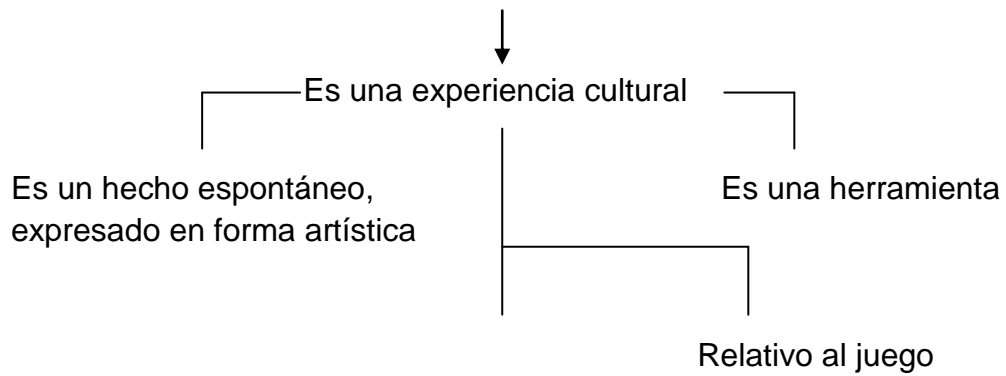 Es una experiencia cultural
Es un hecho espontáneo,
expresado en forma artística
Es una herramienta
Relativo al juego